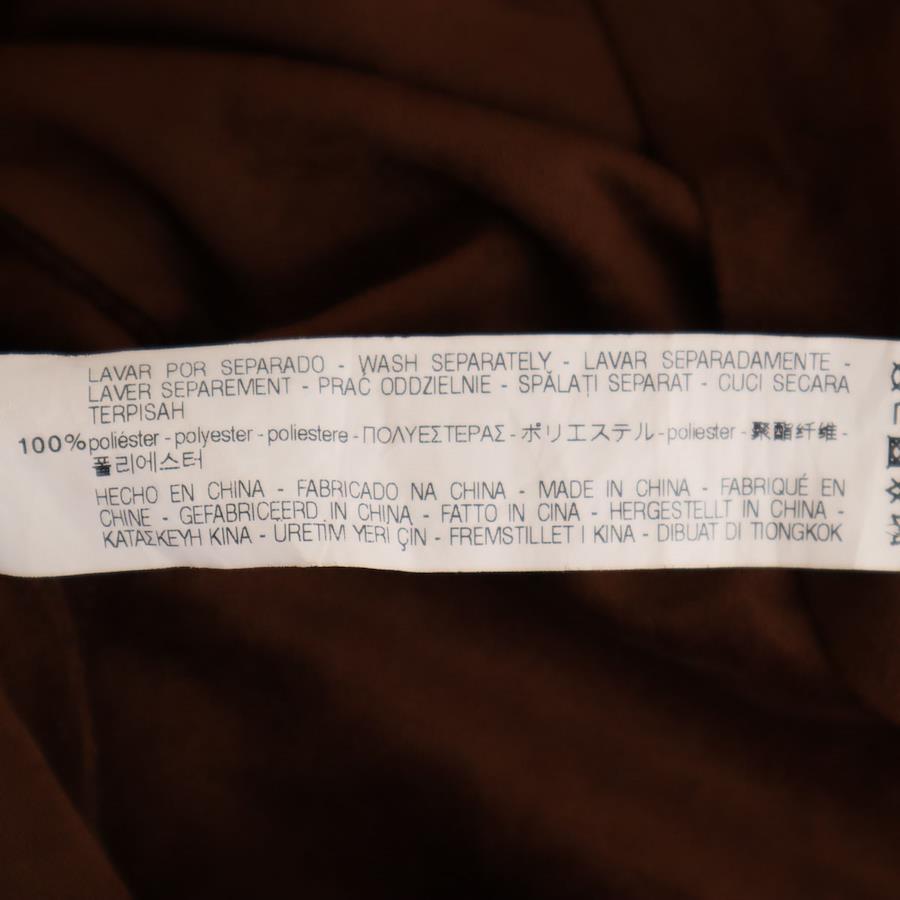 LAVAR POR SEPARADO - WASH SEPARATELY - LAVAR SEPARADAMENTE -
LAVER SEPAREMENT - PRAĆ ODDZIELNIE - SPĂLAȚI SEPARAT - CUCI SECARA
TERPISAH
100% poliéster - polyester - poliestere - ΠΟΛΥΕΣΤΕΡΑΣ - ポリエステル - poliester - 聚酯纤维 -
폴리에스터
HECHO EN CHINA - FABRICADO NA CHINA - MADE IN CHINA - FABRIQUÉ EN
CHINE - GEFABRICEERD IN CHINA - FATTO IN CINA - HERGESTELLT IN CHINA -
ΚΑΤΑΣΚΕΥΗ ΚΙΝΑ - ÜRETİM YERİ ÇİN - FREMSTILLET I KINA - DIBUAT DI TIONGKOK